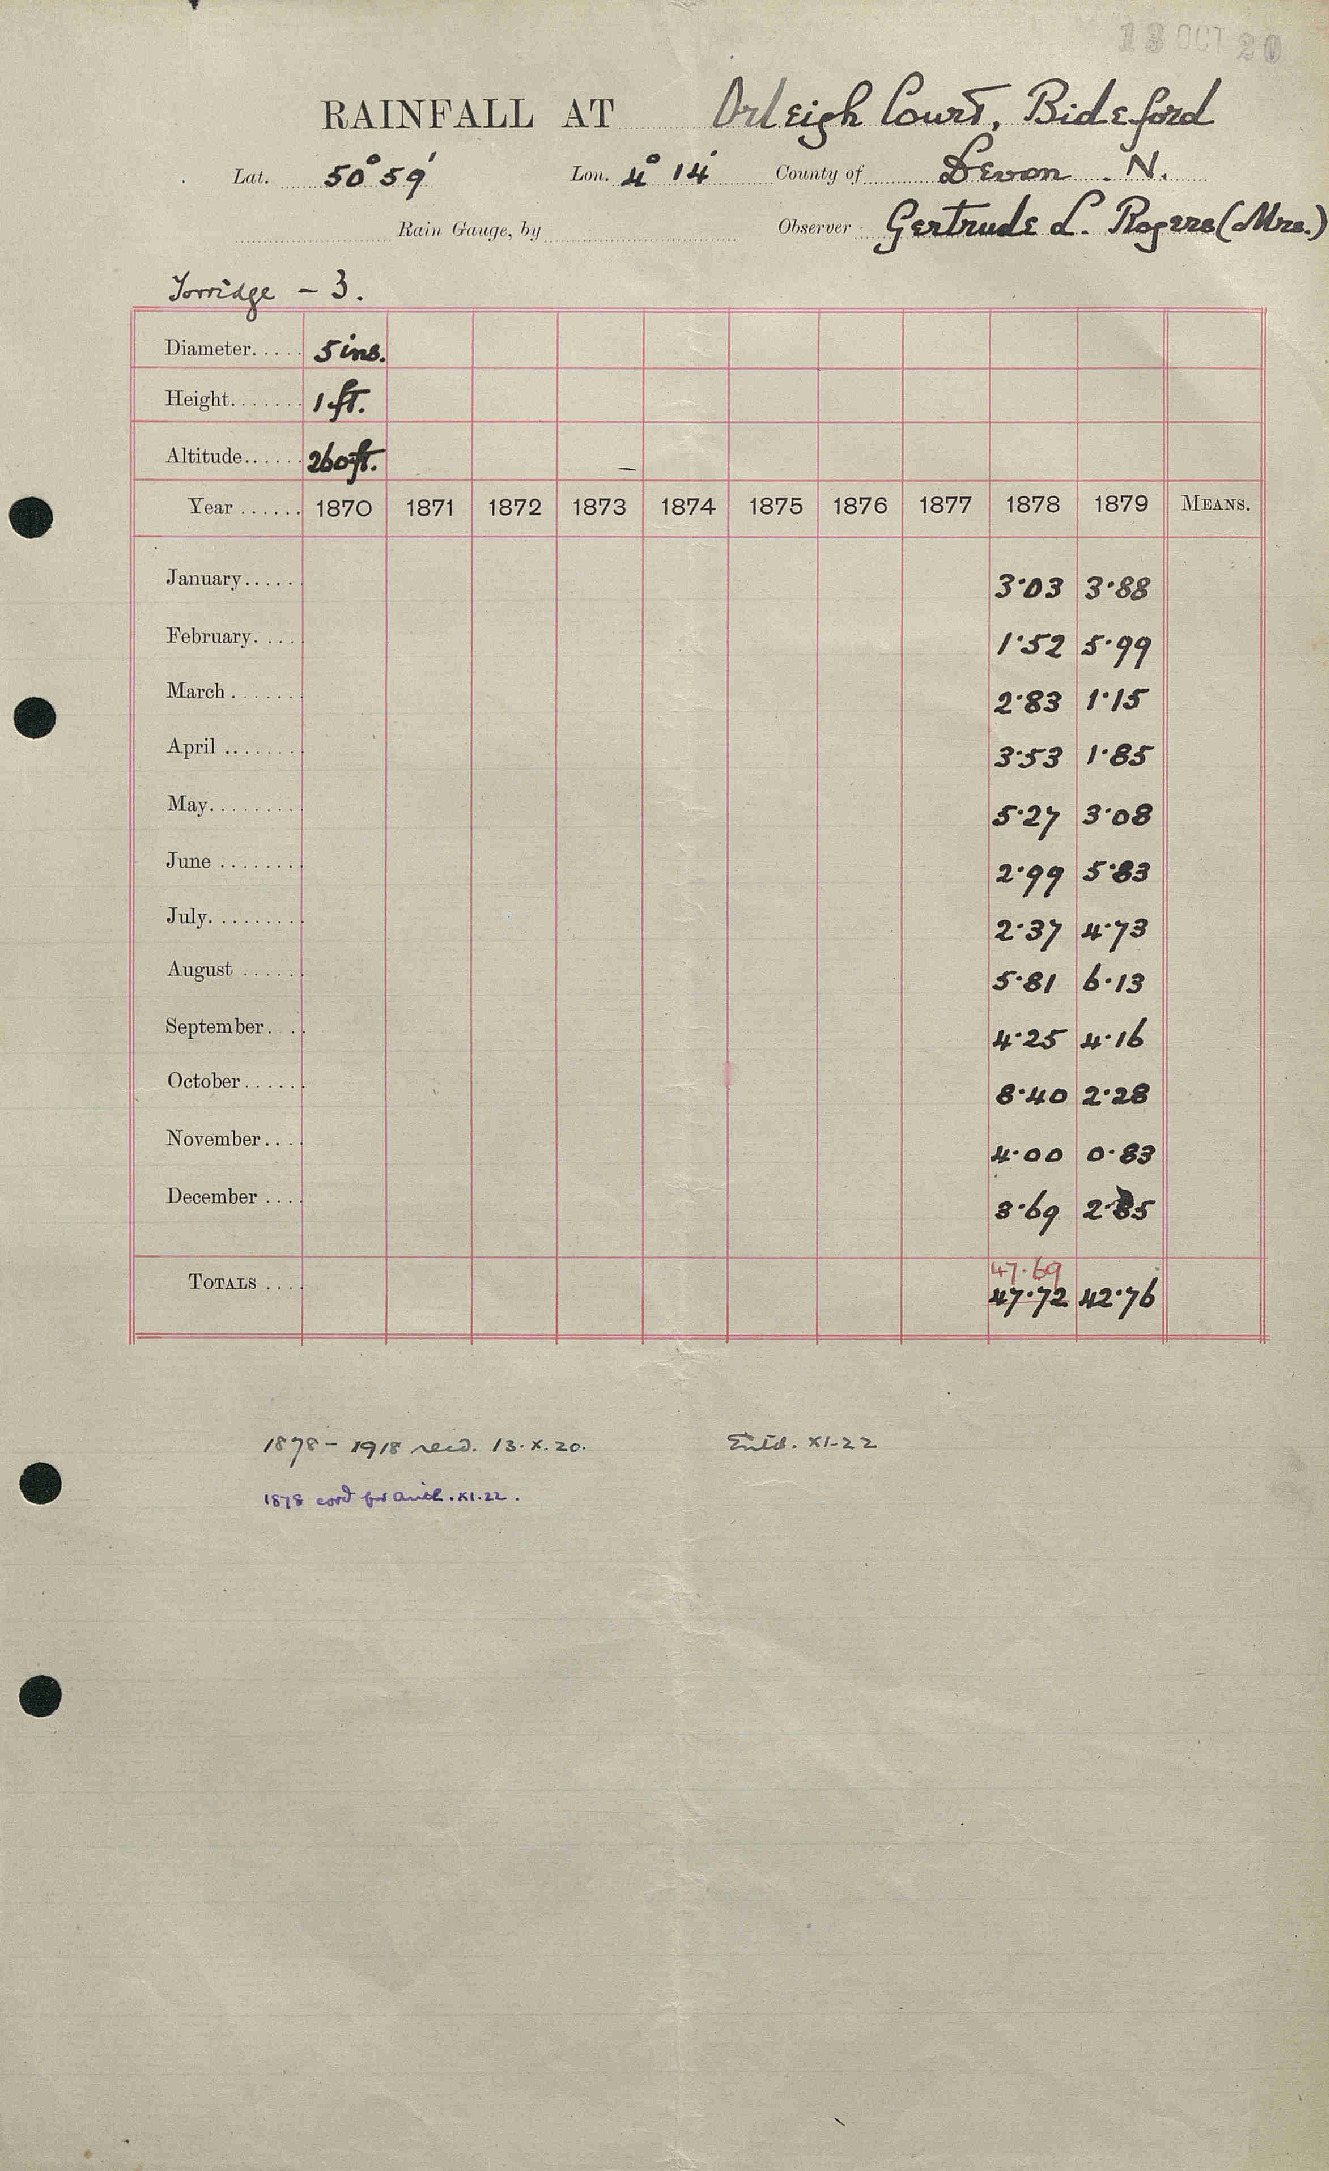 13 OCT 20
RAINFALL AT Orleigh Court, Bideford
Lat. 50° 59' Lon. 4° 14' County of Devon . N.
Rain Gauge, by Observer Gertrude L. Rogers (Mrs.)
Torridge - 3.
Diameter..... 5 ins.
Height....... 1 ft.
Altitude...... 260 ft.
Year ...... 1870 1871 1872 1873 1874 1875 1876 1877 1878 1879 MEANS.
January..... 3·03 3·88
February.... 1·52 5·99
March ....... 2·83 1·15
April ........ 3·53 1·85
May......... 5·27 3·08
June ........ 2·99 5·83
July......... 2·37 4·73
August ...... 5·81 6·13
September... 4·25 4·16
October...... 8·40 2·28
November.... 4·00 0·83
December .... 3·69 2·85
47·69
TOTALS .... 47·72 42·76
1878 - 1918 recd. 13·X.20. Entd. XI-22
1878 cord for . XI.22.